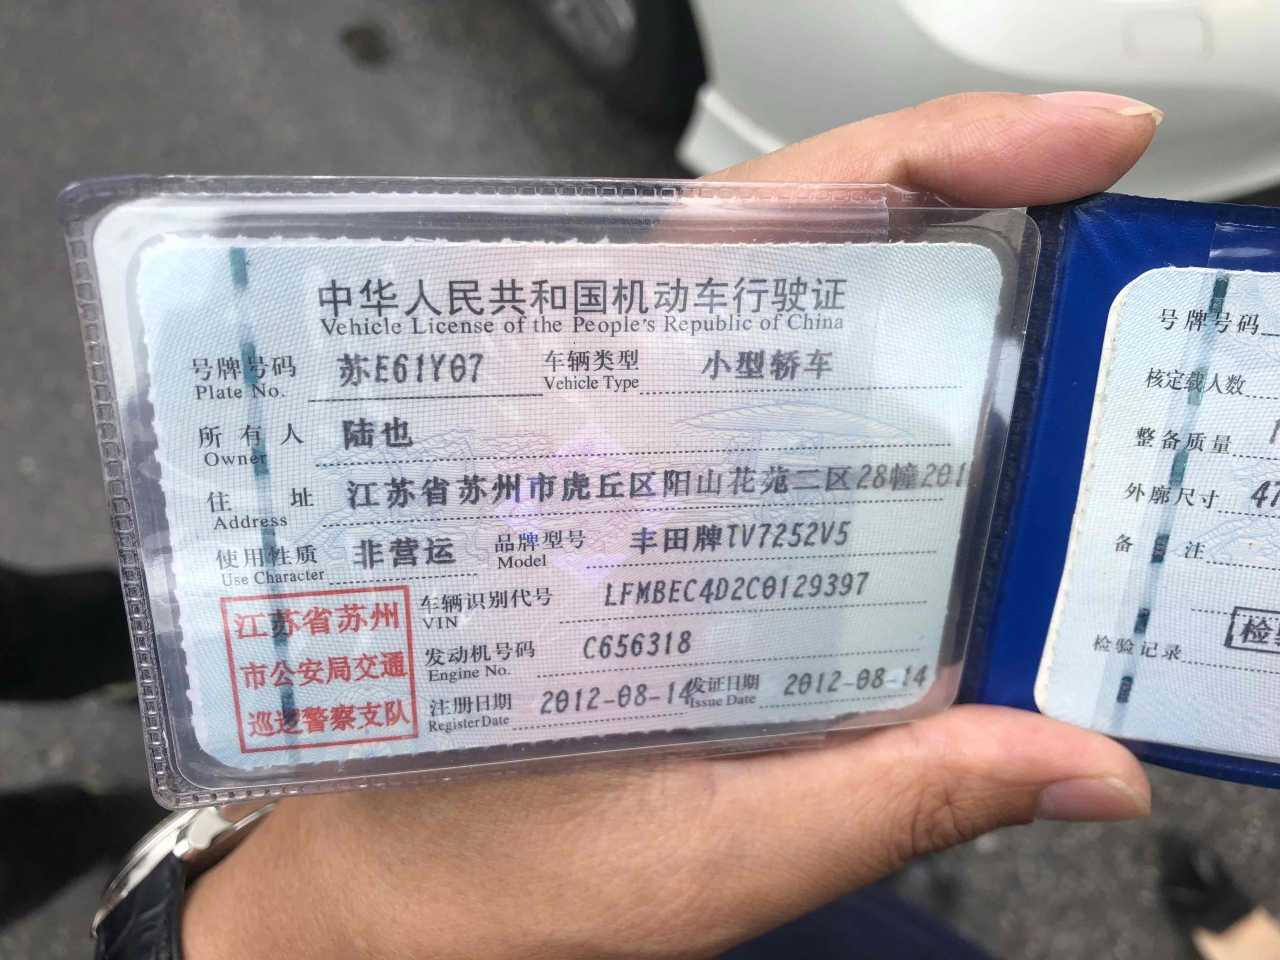 中华人民共和国机动车行驶证
Vehicle License of the People's Republic of China
号牌号码 苏E61Y07 车辆类型 小型轿车
Plate No. Vehicle Type
所有人 陆也
Owner
住址 江苏省苏州市虎丘区阳山花苑二区28幢201
Address
使用性质 非营运 品牌型号 丰田牌TV7252V5
Use Character Model
车辆识别代号 LFMBEC4D2C0129397
VIN
发动机号码 C656318
Engine No.
注册日期 2012-08-14 发证日期 2012-08-14
Register Date Issue Date
江苏省苏州
市公安局交通
巡逻警察支队
号牌号码
核定载人数
整备质量
外廓尺寸 47
备注
检
检验记录